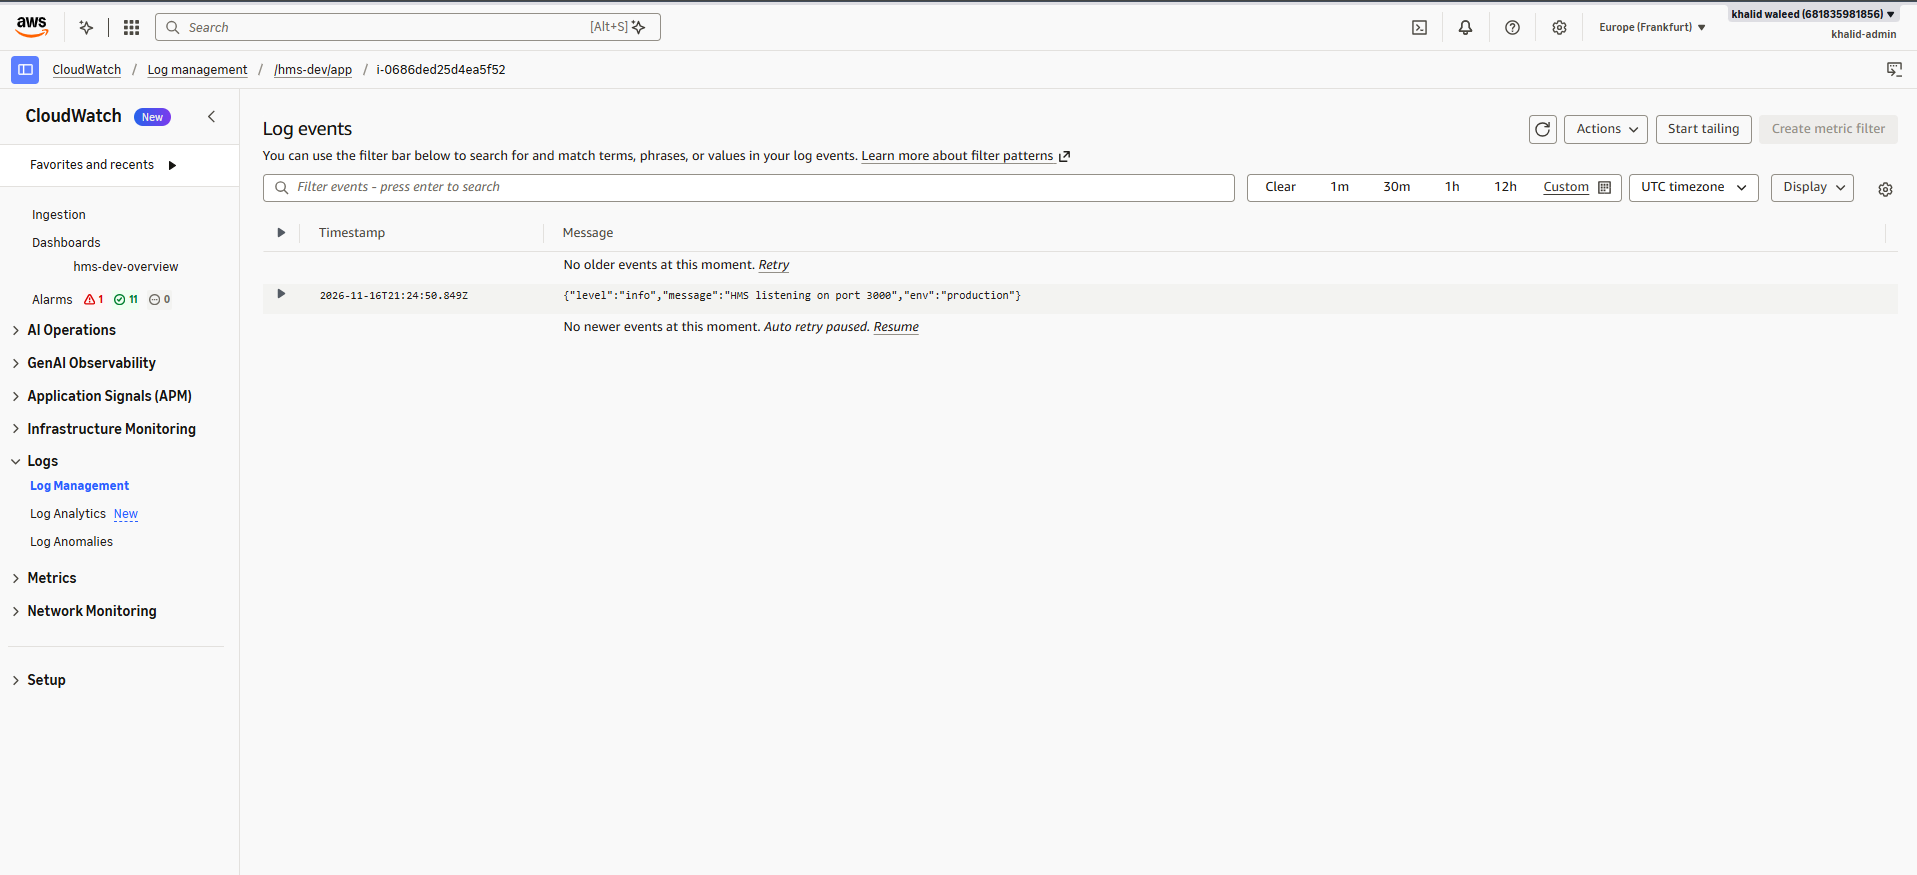 aws
Search [Alt+S]
Europe (Frankfurt)
khalid waleed (681835981856)
khalid-admin
CloudWatch / Log management / /hms-dev/app / i-0686ded25d4ea5f52
CloudWatch New
Favorites and recents
Ingestion
Dashboards
hms-dev-overview
Alarms 1 11 0
AI Operations
GenAI Observability
Application Signals (APM)
Infrastructure Monitoring
Logs
Log Management
Log Analytics New
Log Anomalies
Metrics
Network Monitoring
Setup
Log events
Actions
Start tailing
Create metric filter
You can use the filter bar below to search for and match terms, phrases, or values in your log events. Learn more about filter patterns
Filter events - press enter to search
Clear 1m 30m 1h 12h Custom
UTC timezone
Display
Timestamp Message
No older events at this moment. Retry
2026-11-16T21:24:50.849Z {"level":"info","message":"HMS listening on port 3000","env":"production"}
No newer events at this moment. Auto retry paused. Resume